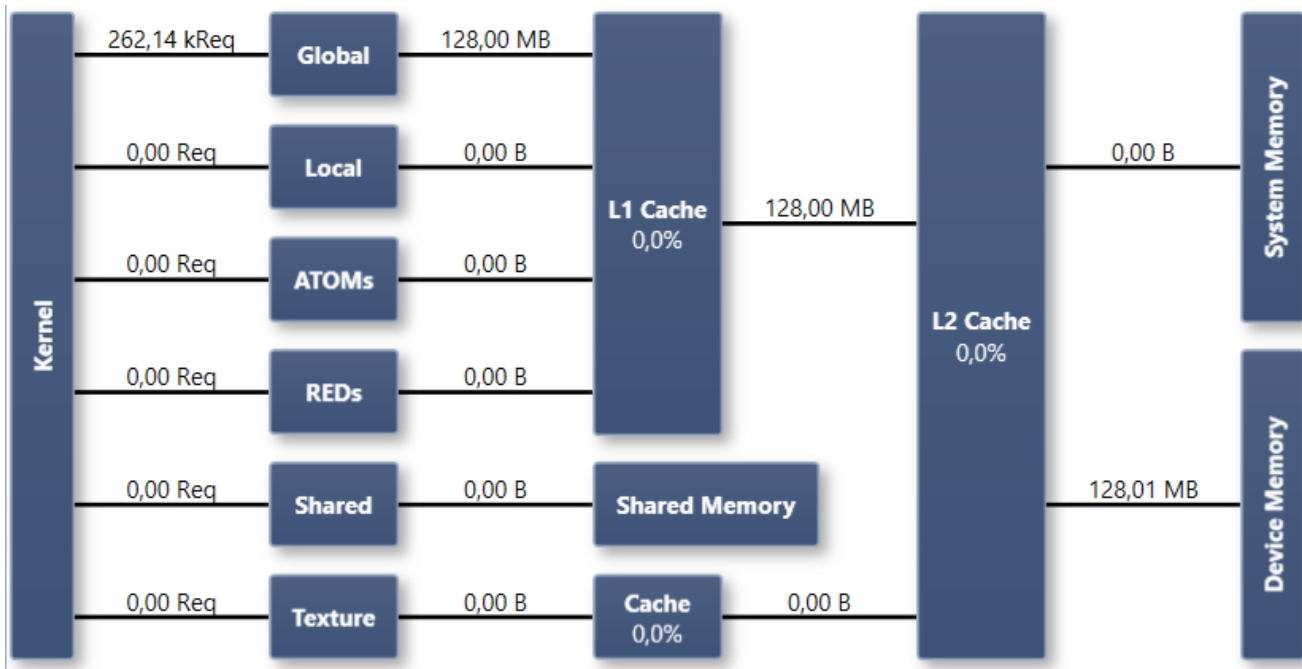 Kernel
262,14 kReq
Global
128,00 MB
0,00 Req
Local
0,00 B
0,00 Req
ATOMs
0,00 B
0,00 Req
REDs
0,00 B
0,00 Req
Shared
0,00 B
0,00 Req
Texture
0,00 B
L1 Cache
0,0%
Shared Memory
Cache
0,0%
128,00 MB
0,00 B
L2 Cache
0,0%
0,00 B
System Memory
128,01 MB
Device Memory